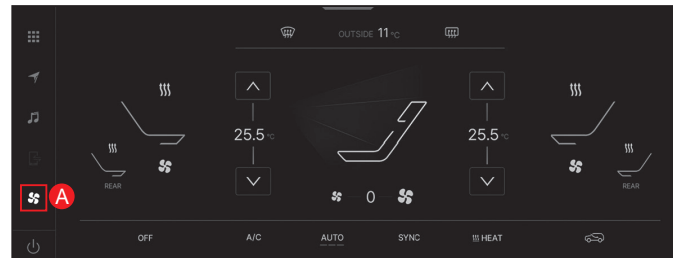 OUTSIDE 11 °C
25.5 °C
25.5 °C
REAR
REAR
0
A
OFF
A/C
AUTO
SYNC
HEAT